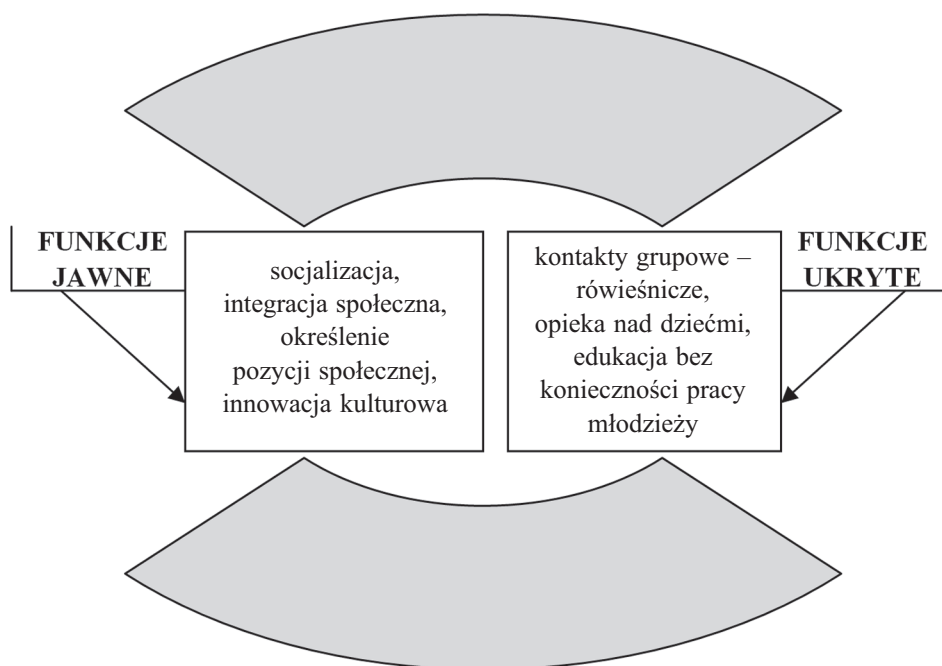 FUNKCJE
JAWNE
socjalizacja,
integracja społeczna,
określenie
pozycji społecznej,
innowacja kulturowa
kontakty grupowe –
rówieśnicze,
opieka nad dziećmi,
edukacja bez
konieczności pracy
młodzieży
FUNKCJE
UKRYTE